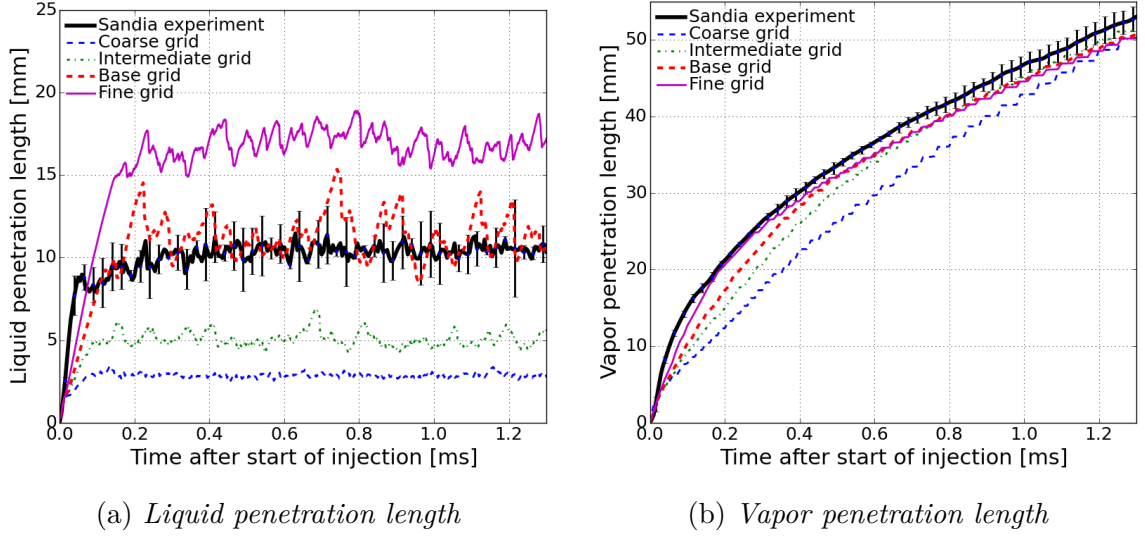 Sandia experiment
Coarse grid
Intermediate grid
Base grid
Fine grid
Liquid penetration length [mm]
25
20
15
10
5
0
0.0 0.2 0.4 0.6 0.8 1.0 1.2
Time after start of injection [ms]
(a) Liquid penetration length
Sandia experiment
Coarse grid
Intermediate grid
Base grid
Fine grid
Vapor penetration length [mm]
50
40
30
20
10
0
0.0 0.2 0.4 0.6 0.8 1.0 1.2
Time after start of injection [ms]
(b) Vapor penetration length